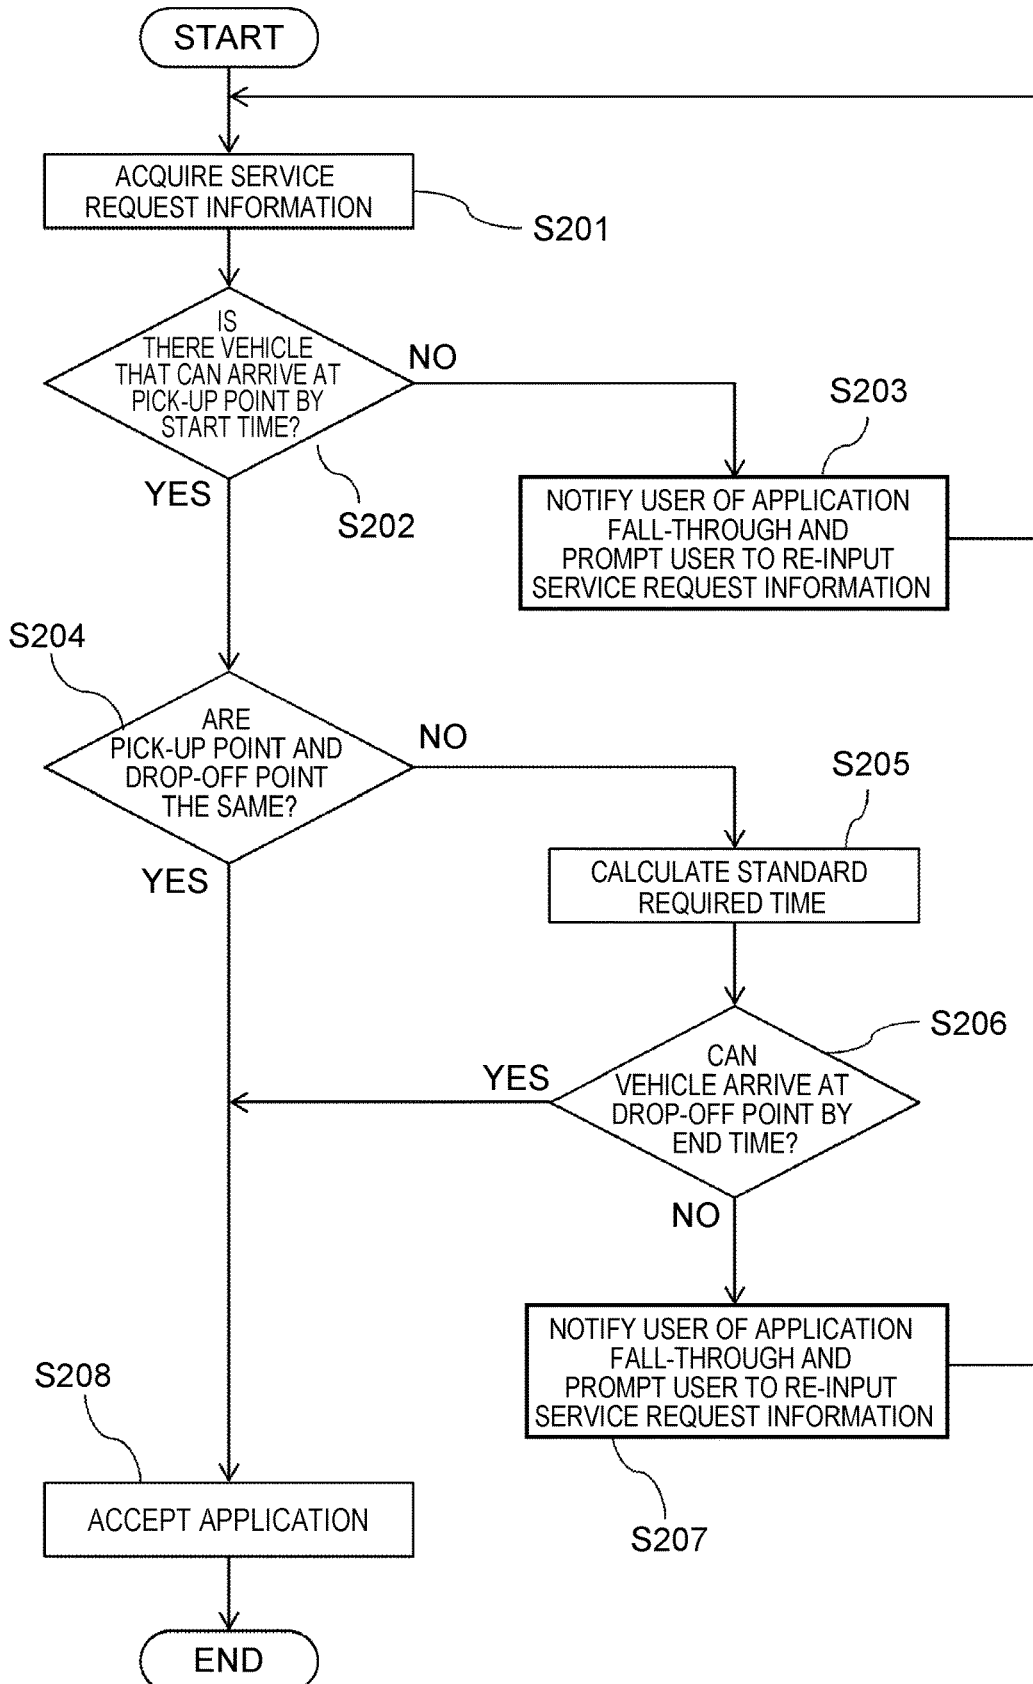 START
ACQUIRE SERVICE
REQUEST INFORMATION
S201
IS
THERE VEHICLE
THAT CAN ARRIVE AT
PICK-UP POINT BY
START TIME?
NO
YES
S202
S203
NOTIFY USER OF APPLICATION
FALL-THROUGH AND
PROMPT USER TO RE-INPUT
SERVICE REQUEST INFORMATION
S204
ARE
PICK-UP POINT AND
DROP-OFF POINT
THE SAME?
NO
YES
S205
CALCULATE STANDARD
REQUIRED TIME
S206
CAN
VEHICLE ARRIVE AT
DROP-OFF POINT BY
END TIME?
YES
NO
NOTIFY USER OF APPLICATION
FALL-THROUGH AND
PROMPT USER TO RE-INPUT
SERVICE REQUEST INFORMATION
S207
S208
ACCEPT APPLICATION
END